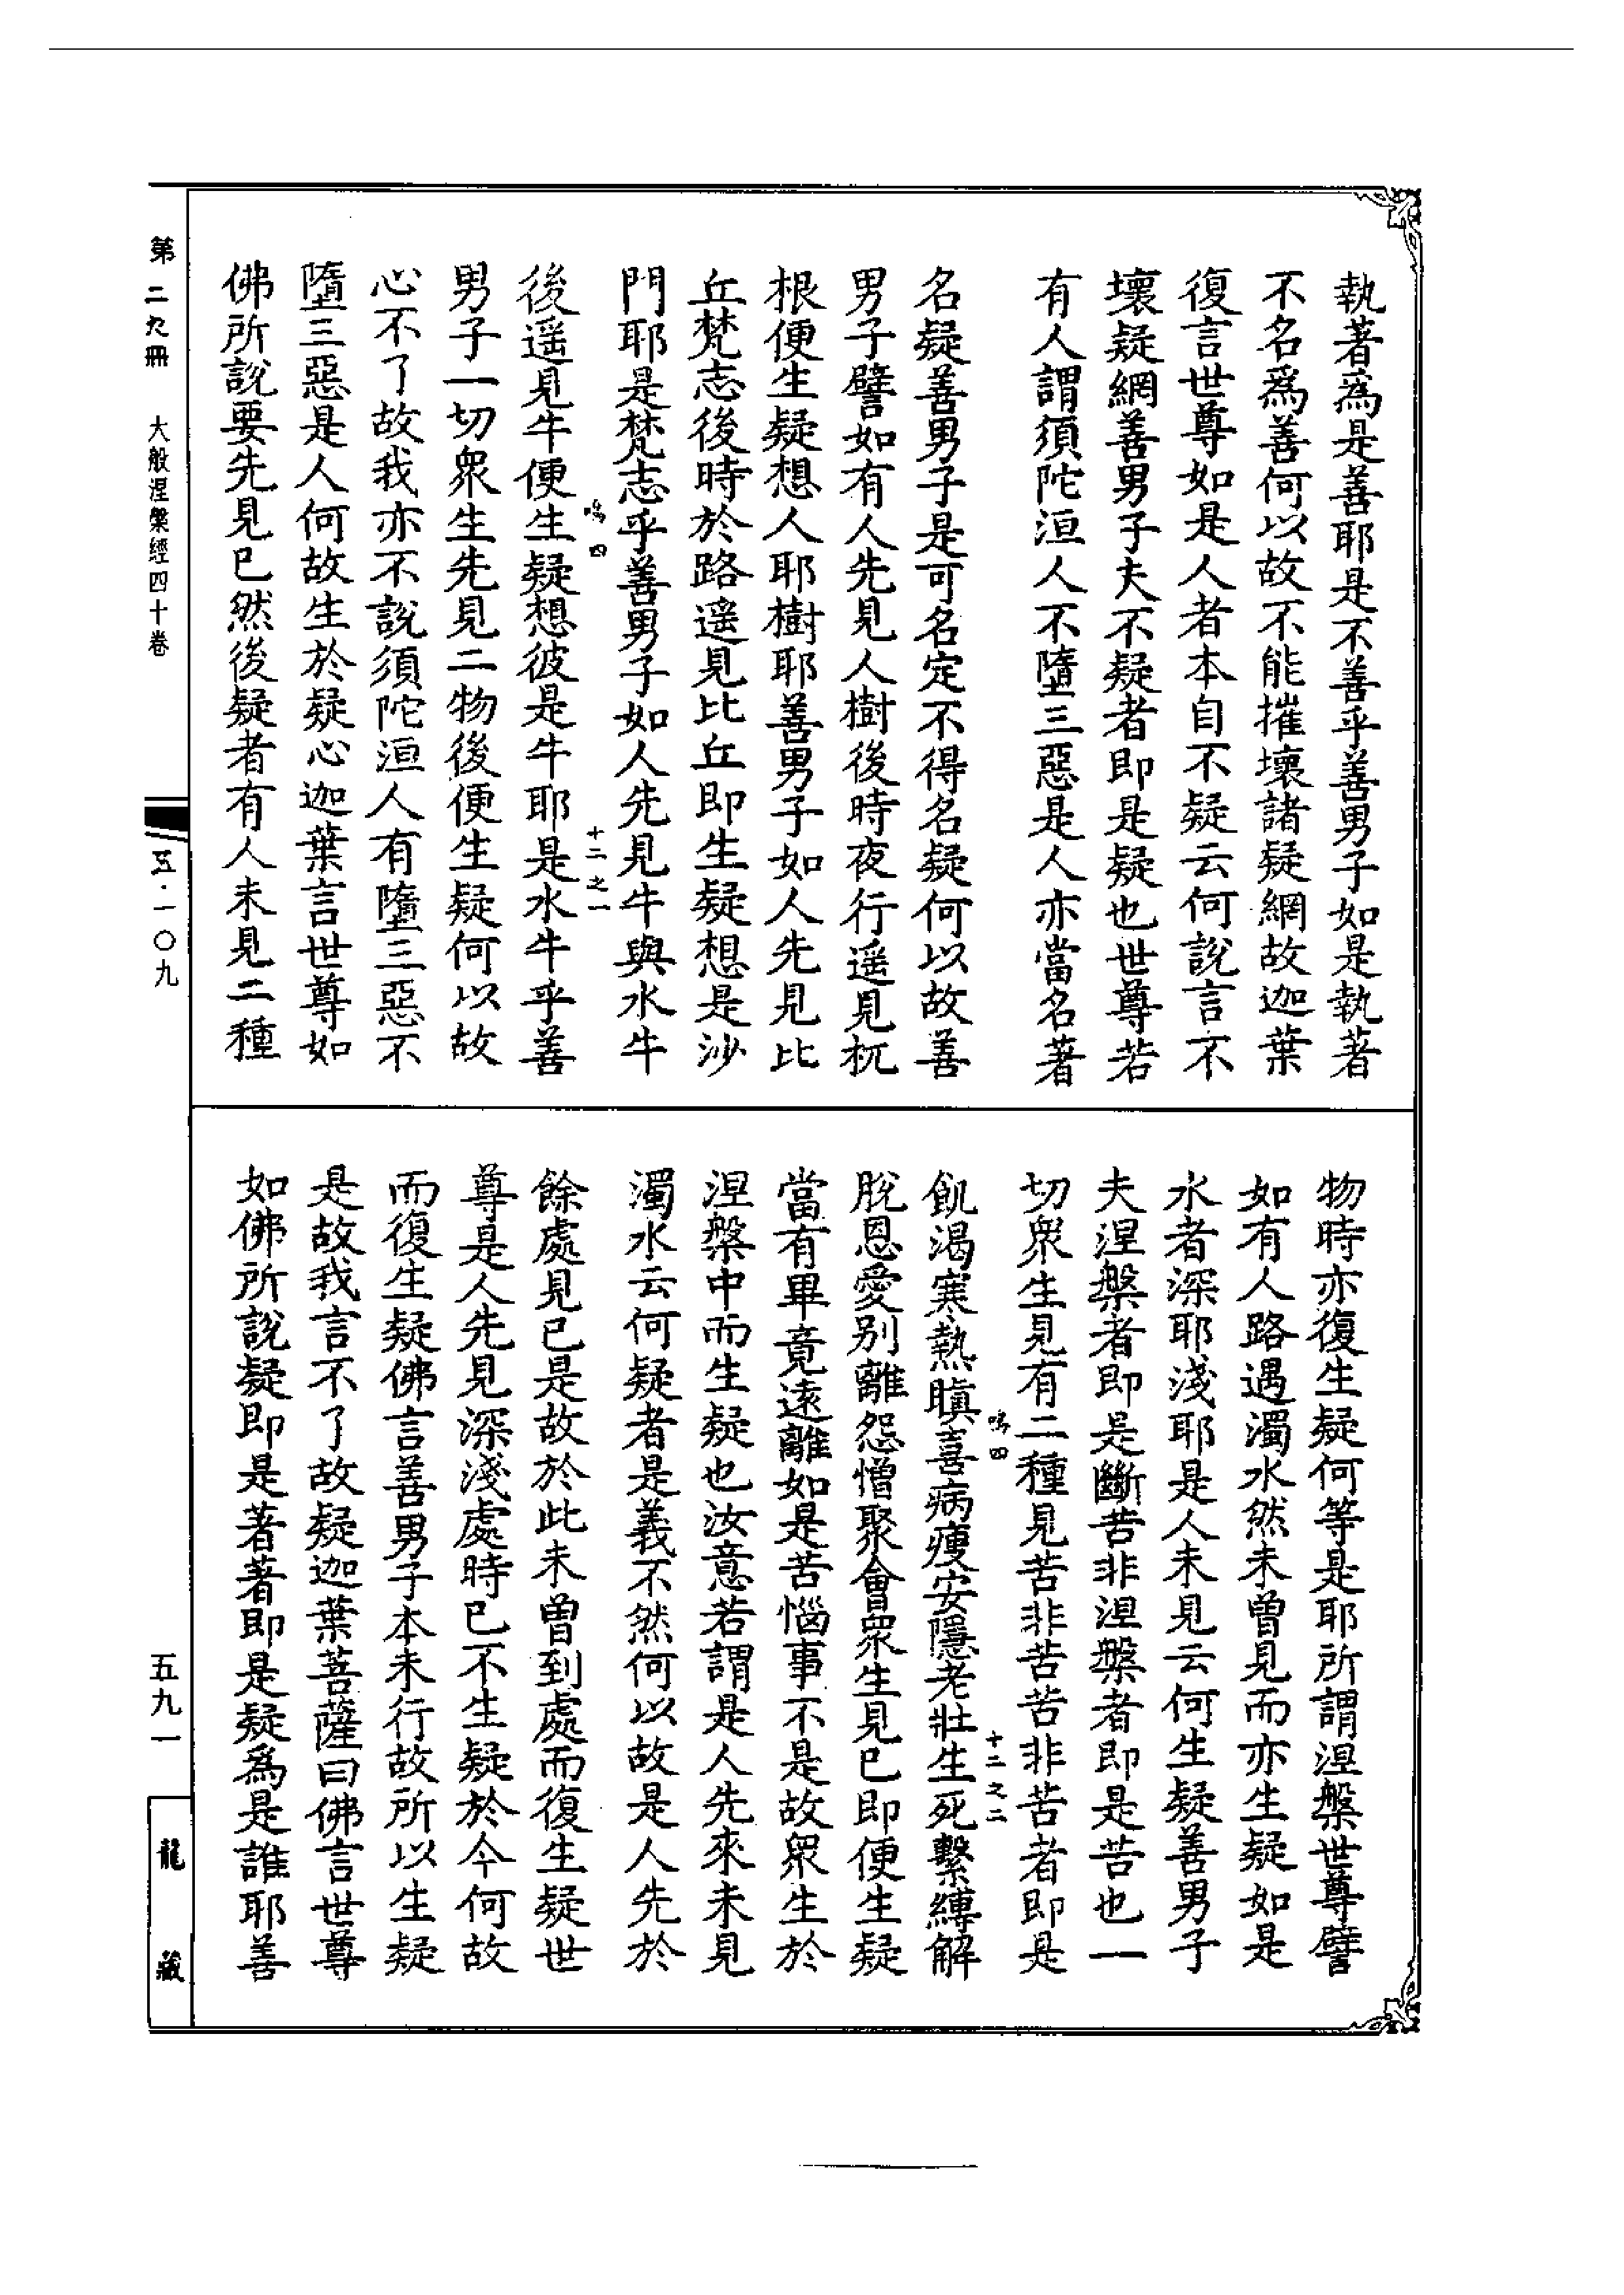 執著爲是善耶是不善乎善男子如是執著
不名爲善何以故不能摧壞諸疑網故迦葉
復言世尊如是人者本自不疑云何說言不
壞疑網善男子夫不疑者即是疑也世尊若
有人謂須陀洹人不墮三惡是人亦當名著
名疑善男子是可名定不得名疑何以故善
男子譬如有人先見人樹後時夜行遥見杌
根便生疑想人耶樹耶善男子如人先見比
丘梵志後時於路遥見比丘即生疑想是沙
門耶是梵志乎善男子如人先見牛與水牛
鳴四 十二之一
後遥見牛便生疑想彼是牛耶是水牛乎善
男子一切衆生先見二物後便生疑何以故
心不了故我亦不說須陀洹人有墮三惡不
墮三惡是人何故生於疑心迦葉言世尊如
佛所說要先見已然後疑者有人未見二種
物時亦復生疑何等是耶所謂涅槃世尊譬
如有人路遇濁水然未曾見而亦生疑如是
水者深耶淺耶是人未見云何生疑善男子
夫涅槃者即是斷苦非涅槃者即是苦也一
切衆生見有二種見苦非苦苦非苦者即是
鳴四 十二之二
飢渴寒熱瞋喜病瘦安隱老壯生死繫縛解
脫恩愛别離怨憎聚會衆生見已即便生疑
當有畢竟遠離如是苦惱事不是故衆生於
涅槃中而生疑也汝意若謂是人先來未見
濁水云何疑者是義不然何以故是人先於
餘處見已是故於此未曾到處而復生疑世
尊是人先見深淺處時已不生疑於今何故
而復生疑佛言善男子本未行故所以生疑
是故我言不了故疑迦葉菩薩曰佛言世尊
如佛所說疑即是著著即是疑爲是誰耶善
第二九冊 大般涅槃經四十卷
五·一〇九
五九一
龍藏